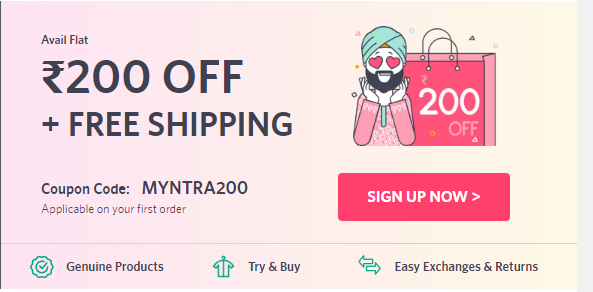 Avail Flat
₹200 OFF
+ FREE SHIPPING
₹
200
OFF
Coupon Code: MYNTRA200
Applicable on your first order
SIGN UP NOW >
Genuine Products
Try & Buy
Easy Exchanges & Returns